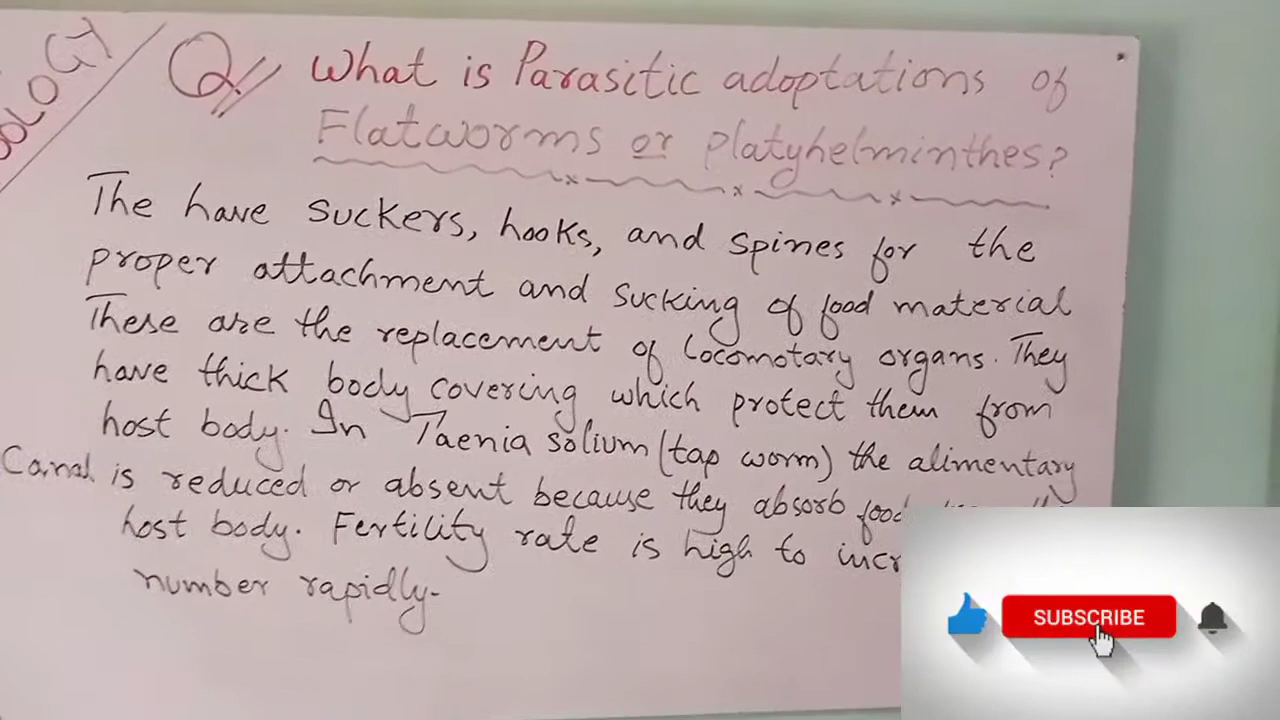 OLOGY
Q. What is Parasitic adoptations of
Flatworms or platyhelminthes?
The have suckers, hooks, and spines for the
proper attachment and sucking of food material
These are the replacement of locomotary organs. They
have thick body covering which protect them from
host body. In Taenia solium (tap worm) the alimentary
Canal is reduced or absent because they absorb food
host body. Fertility rate is high to incr
number rapidly.
SUBSCRIBE